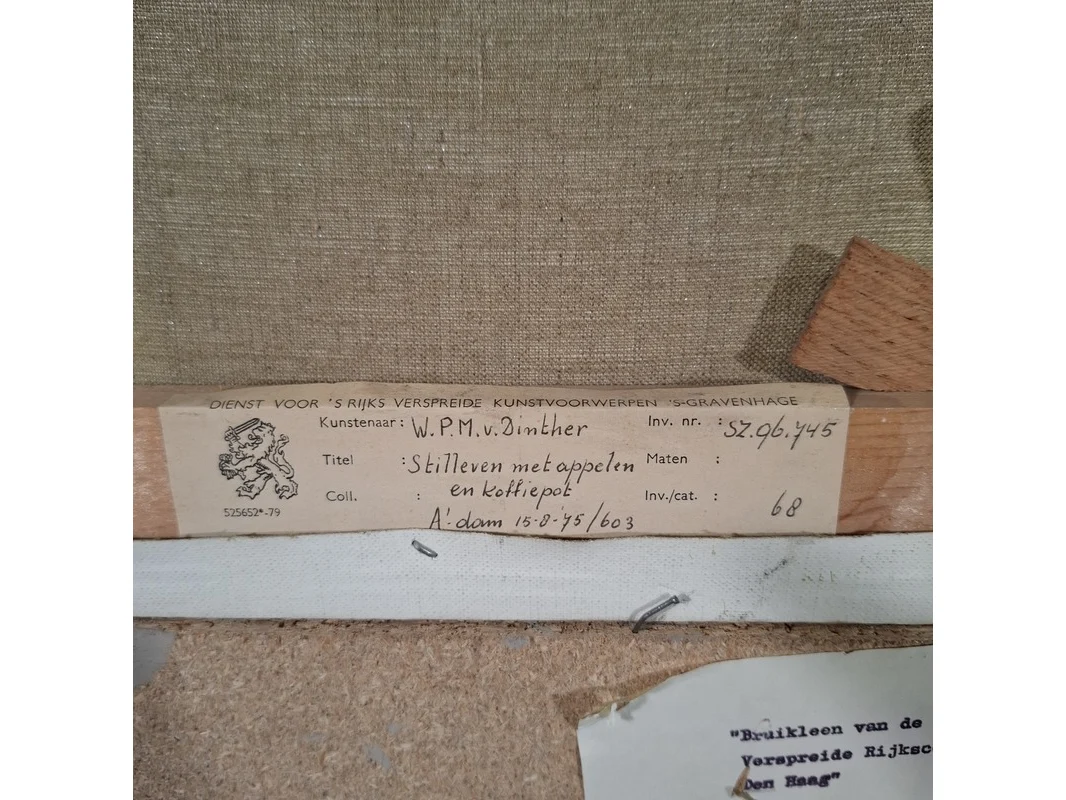 DIENST VOOR 'S RIJKS VERSPREIDE KUNSTVOORWERPEN 'S-GRAVENHAGE
Kunstenaar : W.P.M. v. Dinther Inv. nr. : SZ.96.745
Titel : Stilleven met appelen Maten :
Coll. : en koffiepot Inv./cat. : 68
525652*-79
A'-dam 15-8-'75/603
"Bruikleen van de
Verspreide Rijksc
Den Haag"